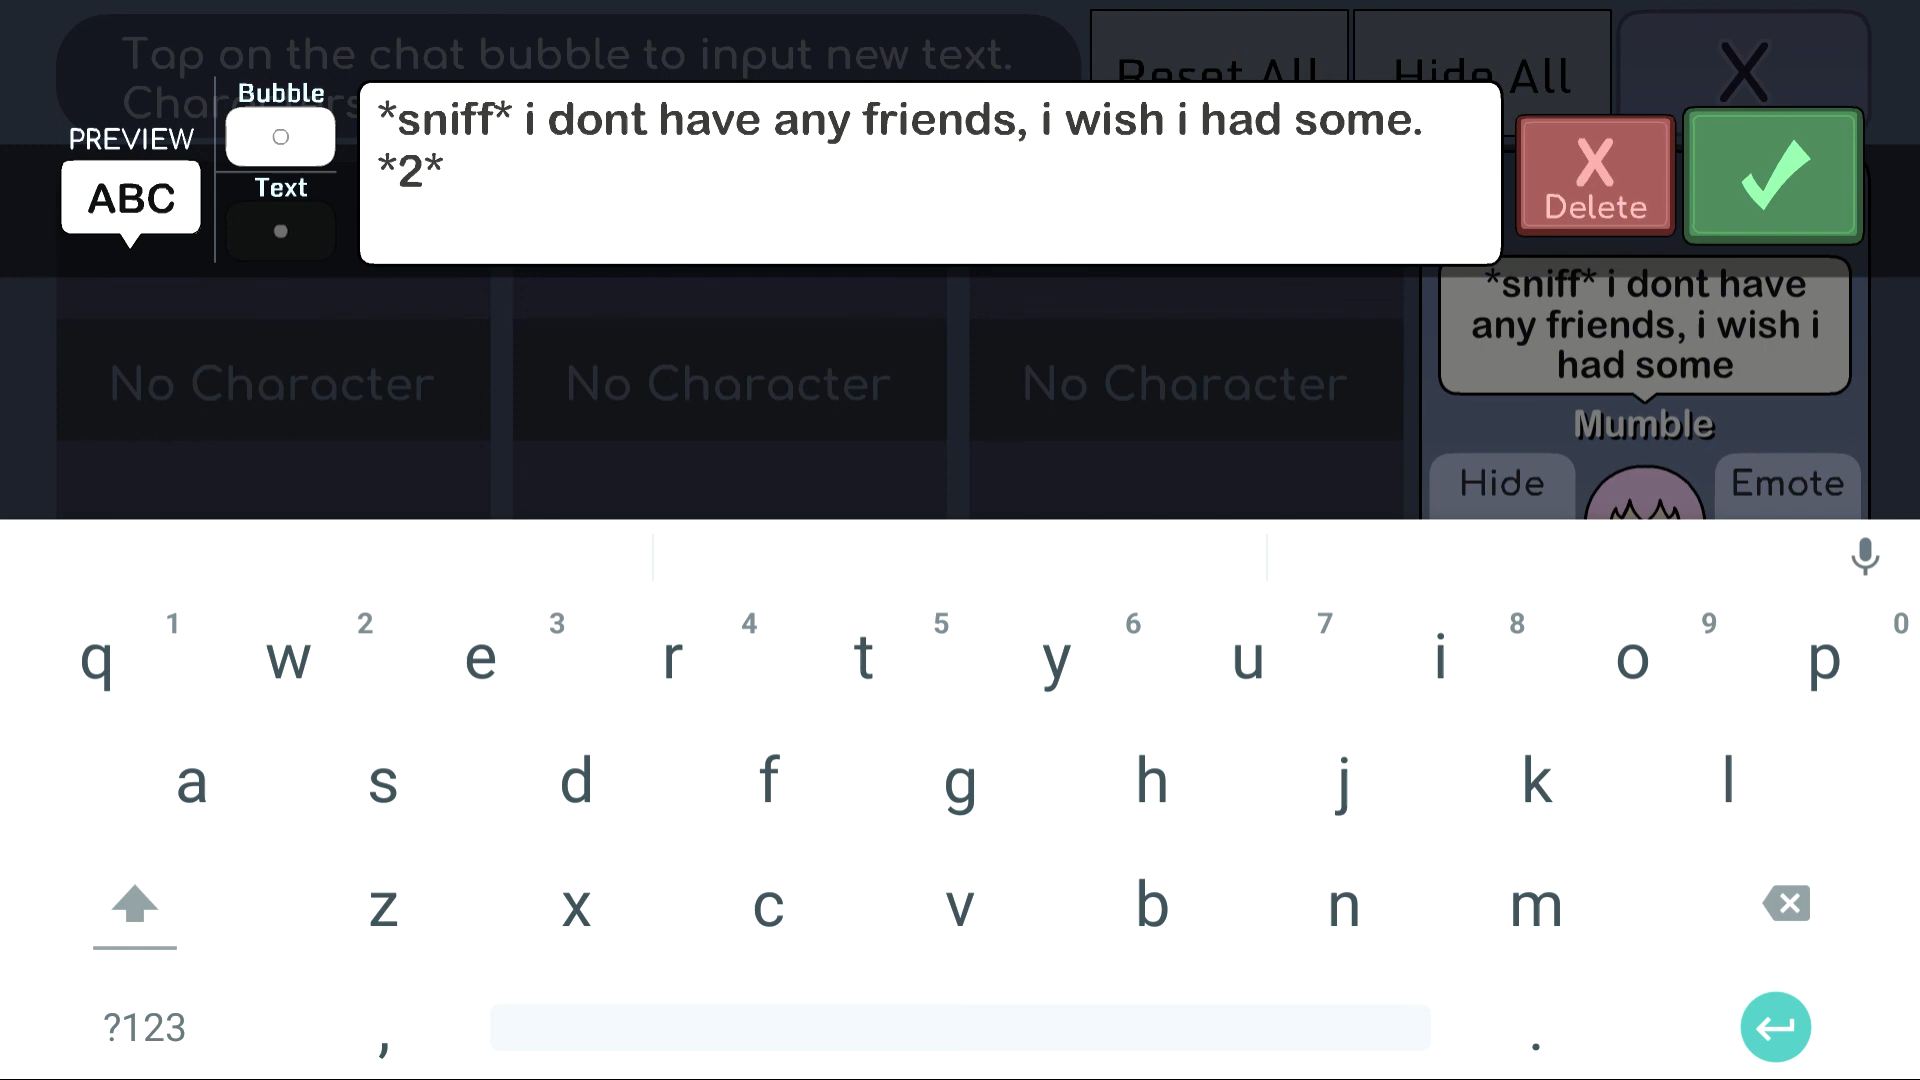 Tap on the chat bubble to input new text.
Reset All
Hide All
X
Bubble
PREVIEW
ABC
Text
*sniff* i dont have any friends, i wish i had some.
*2*
X
Delete
*sniff* i dont have
any friends, i wish i
had some
Mumble
Hide
Emote
No Character
No Character
No Character
1 2 3 4 5 6 7 8 9 0
q w e r t y u i o p
a s d f g h j k l
z x c v b n m
?123 , .